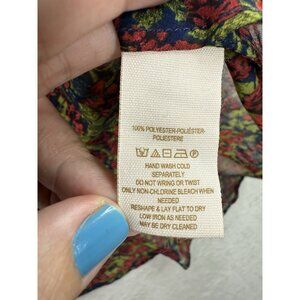 100% POLYESTER-POLIÉSTER-
POLIESTERE
HAND WASH COLD
SEPARATELY
DO NOT WRING OR TWIST
ONLY NON-CHLORINE BLEACH WHEN
NEEDED
RESHAPE & LAY FLAT TO DRY
LOW IRON AS NEEDED
MAY BE DRY CLEANED